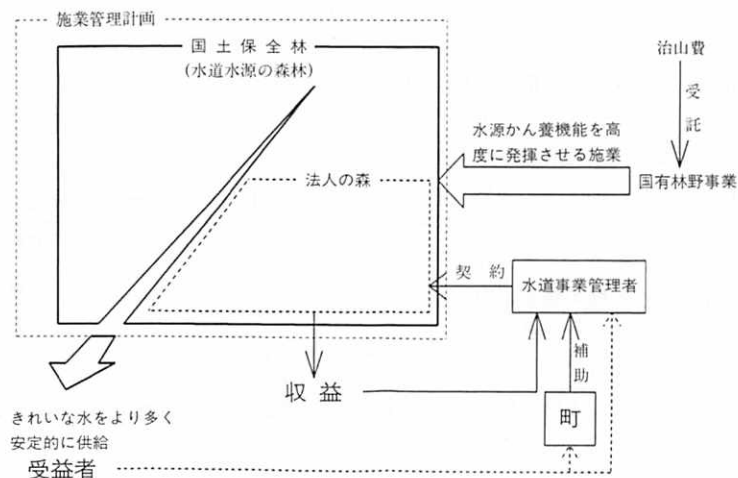 施業管理計画
国土保全林
(水道水源の森林)
治山費
受託
水源かん養機能を高
度に発揮させる施業
国有林野事業
法人の森
契約
水道事業管理者
補助
収益
町
きれいな水をより多く
安定的に供給
受益者